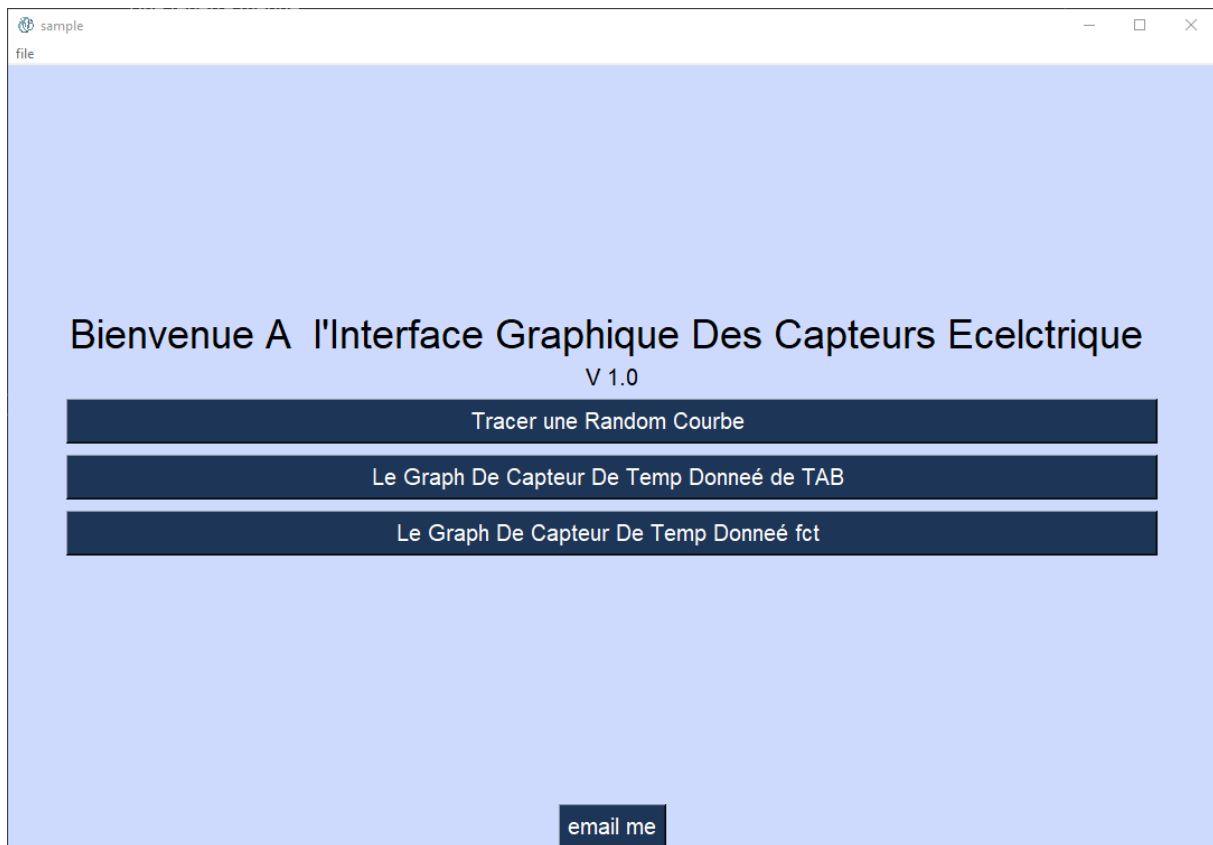 sample
file
Bienvenue A  l'Interface Graphique Des Capteurs Ecelctrique
V 1.0
Tracer une Random Courbe
Le Graph De Capteur De Temp Donneé de TAB
Le Graph De Capteur De Temp Donneé fct
email me